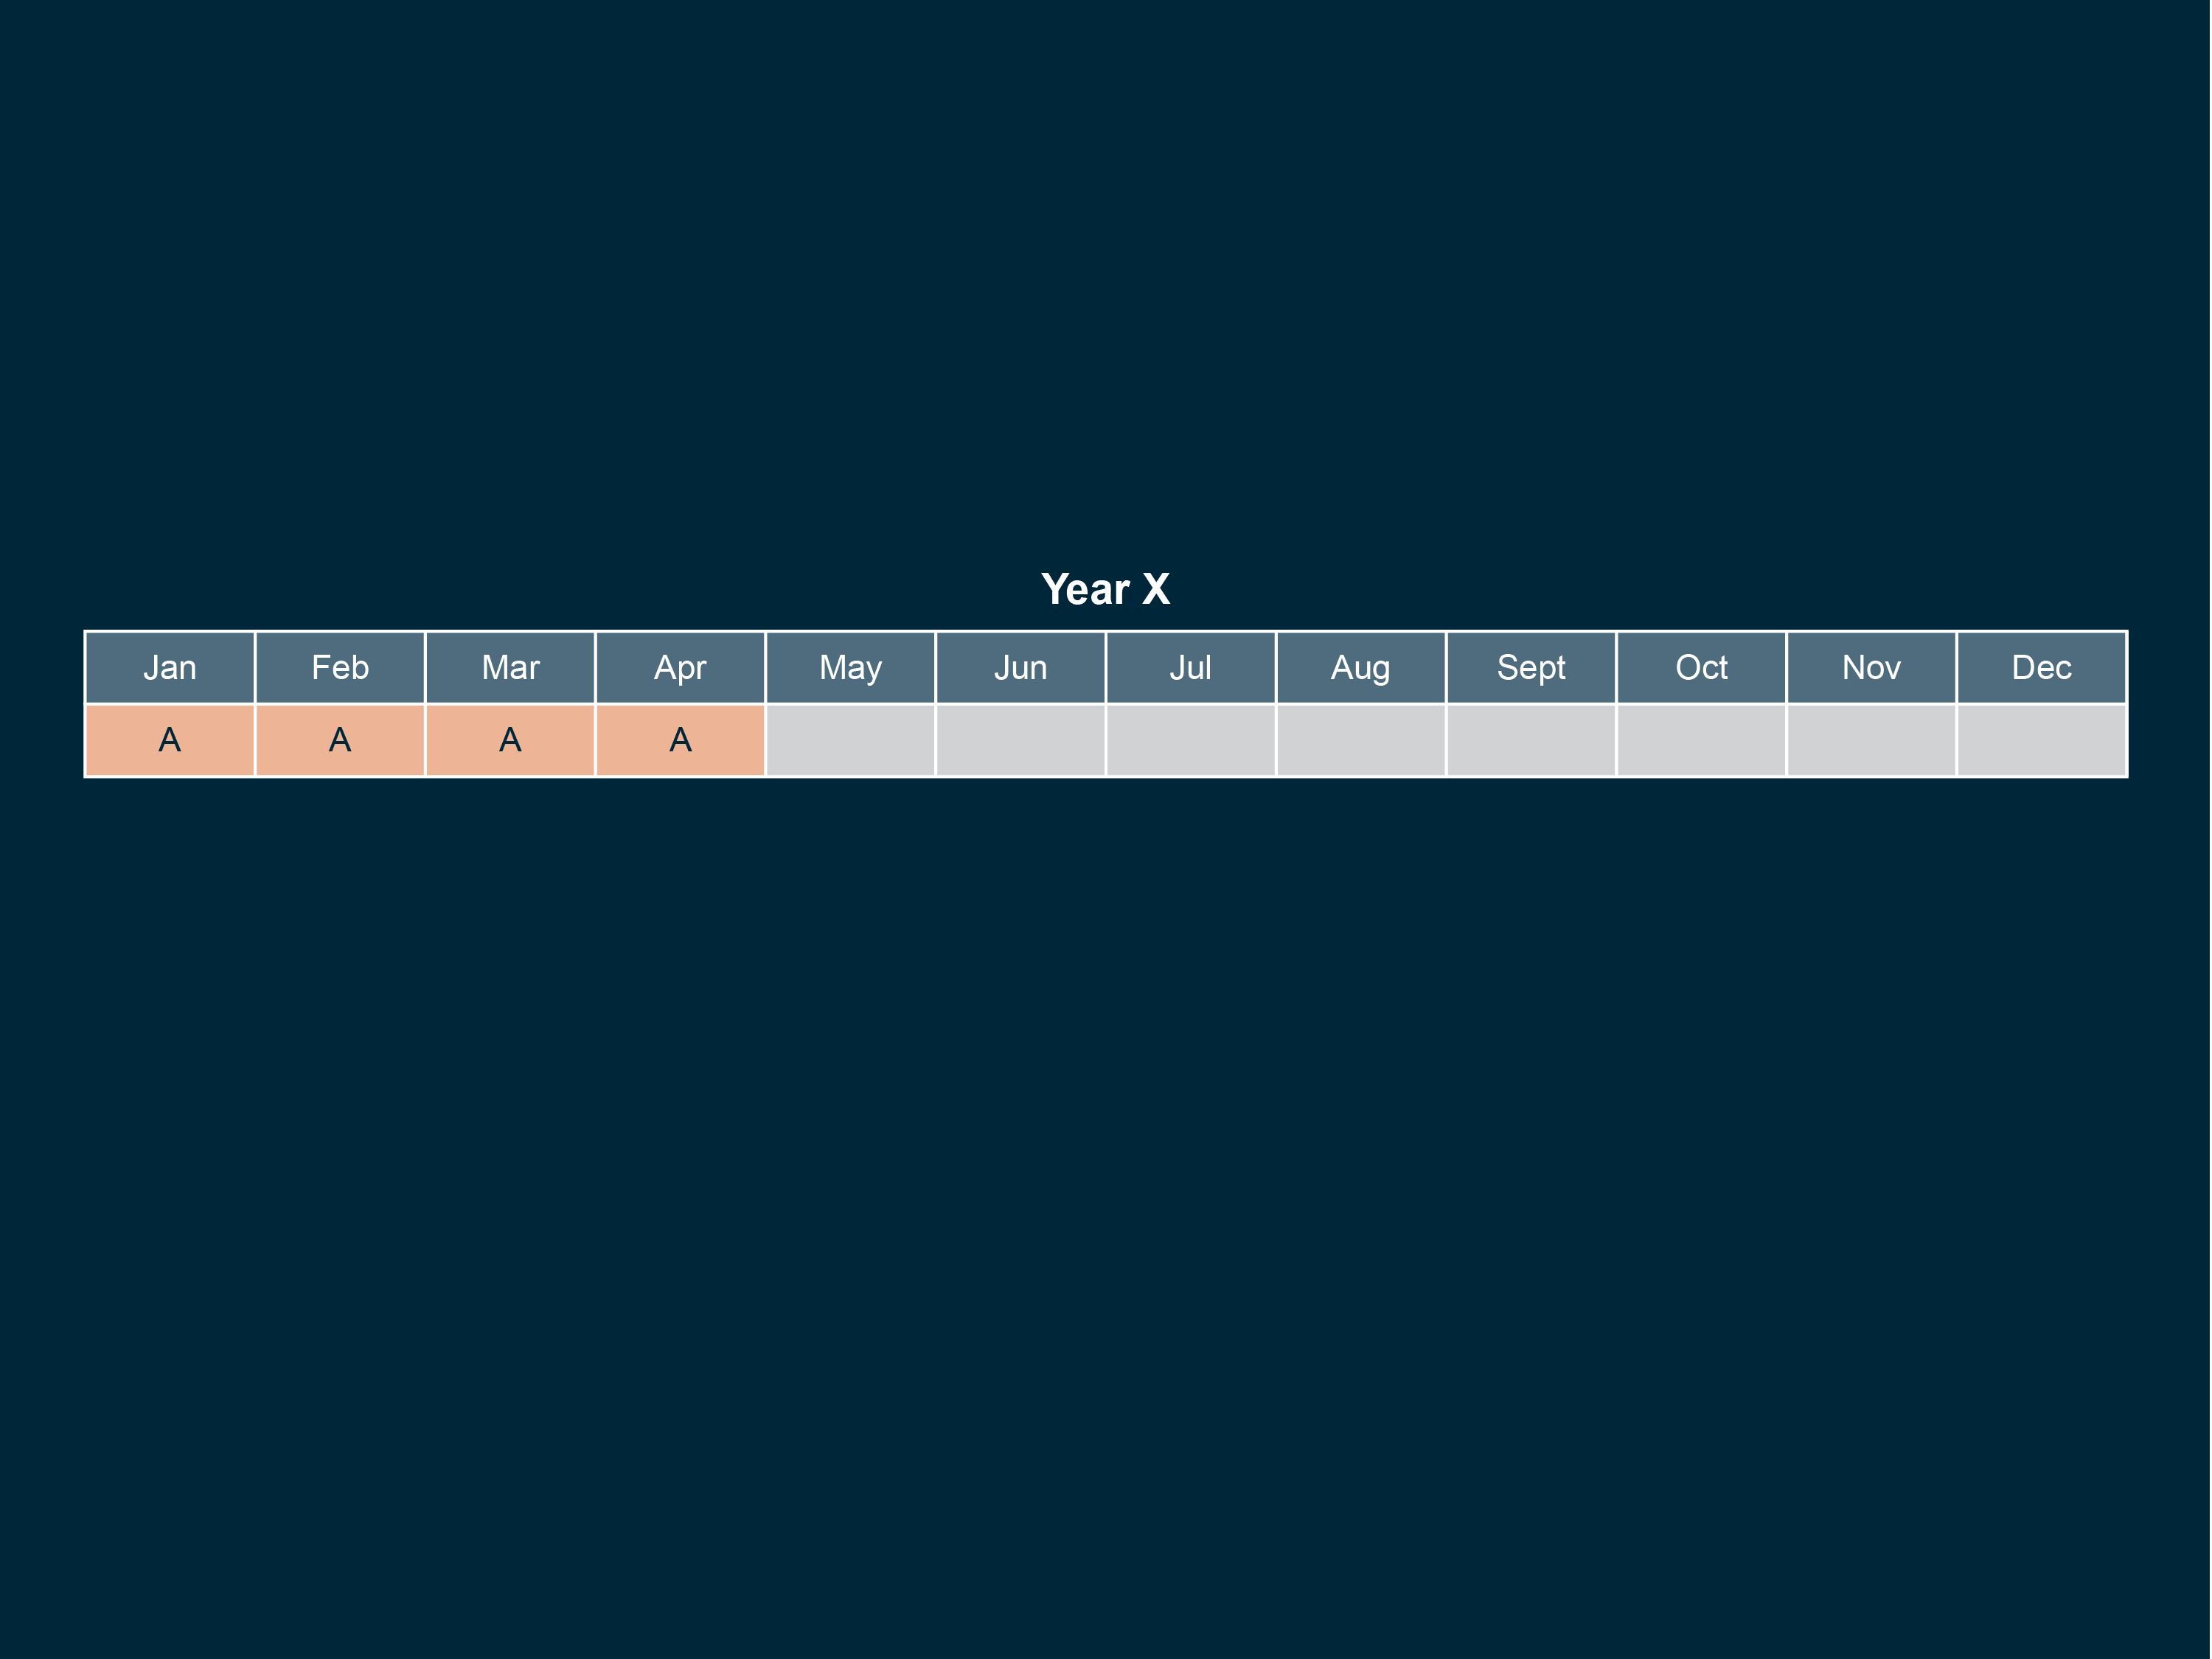 Year X
Jan Feb Mar Apr May Jun Jul Aug Sept Oct Nov Dec
A A A A